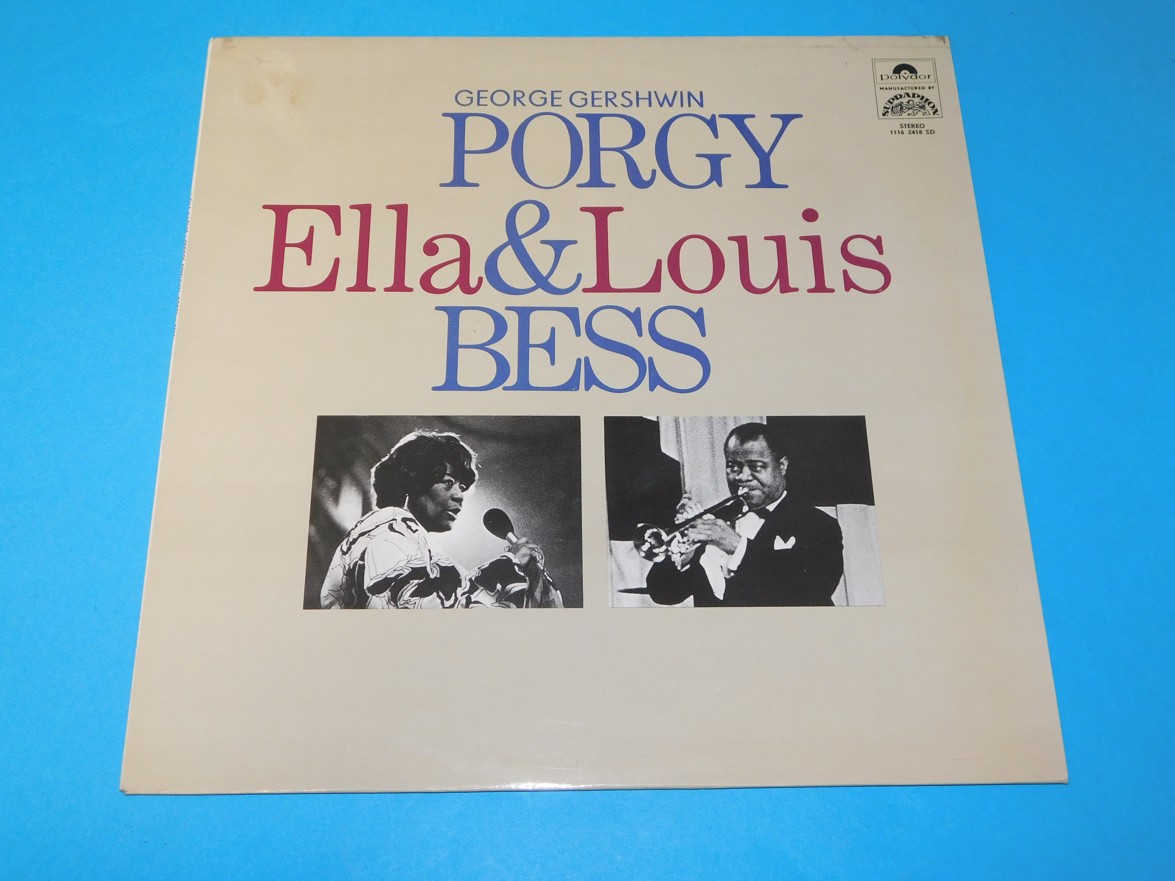 polydor
MANUFACTURED BY
SUPRAPHON
STEREO
1116 2418 SD
GEORGE GERSHWIN
PORGY
Ella & Louis
BESS